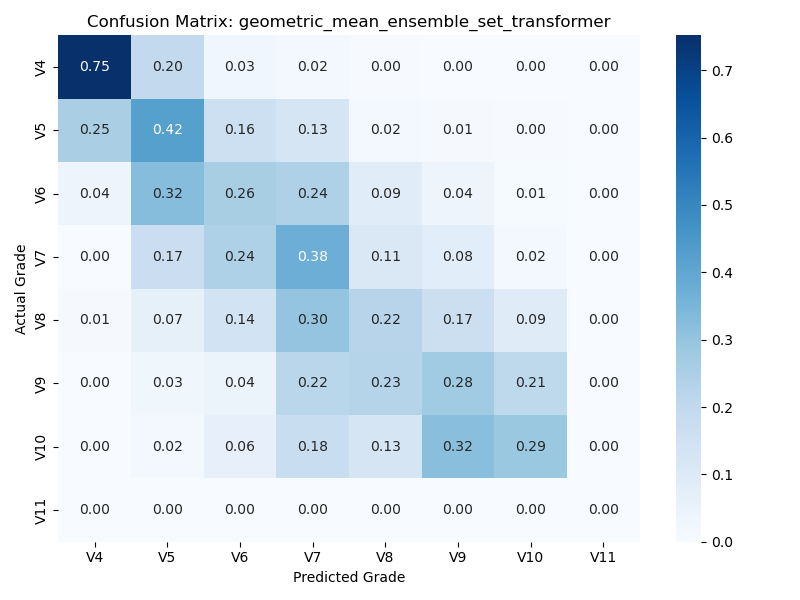 Confusion Matrix: geometric_mean_ensemble_set_transformer
V4 0.75 0.20 0.03 0.02 0.00 0.00 0.00 0.00
V5 0.25 0.42 0.16 0.13 0.02 0.01 0.00 0.00
V6 0.04 0.32 0.26 0.24 0.09 0.04 0.01 0.00
V7 0.00 0.17 0.24 0.38 0.11 0.08 0.02 0.00
V8 0.01 0.07 0.14 0.30 0.22 0.17 0.09 0.00
V9 0.00 0.03 0.04 0.22 0.23 0.28 0.21 0.00
V10 0.00 0.02 0.06 0.18 0.13 0.32 0.29 0.00
V11 0.00 0.00 0.00 0.00 0.00 0.00 0.00 0.00
V4 V5 V6 V7 V8 V9 V10 V11
Predicted Grade
Actual Grade
0.7
0.6
0.5
0.4
0.3
0.2
0.1
0.0